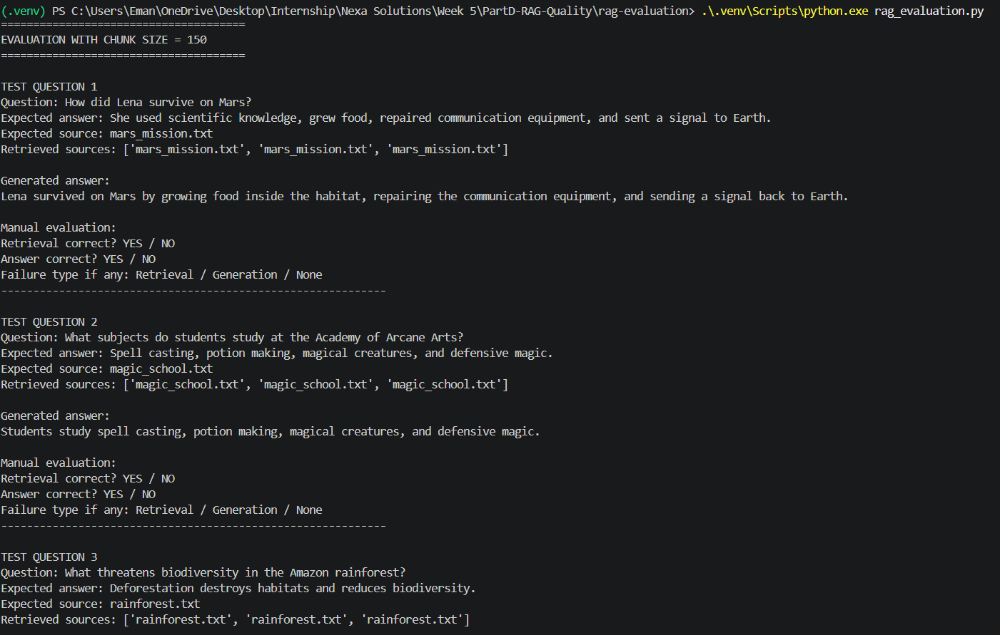 (.venv) PS C:\Users\Eman\OneDrive\Desktop\Internship\Nexa Solutions\Week 5\PartD-RAG-Quality\rag-evaluation> .\.venv\Scripts\python.exe rag_evaluation.py
======================================
EVALUATION WITH CHUNK SIZE = 150
======================================
TEST QUESTION 1
Question: How did Lena survive on Mars?
Expected answer: She used scientific knowledge, grew food, repaired communication equipment, and sent a signal to Earth.
Expected source: mars_mission.txt
Retrieved sources: ['mars_mission.txt', 'mars_mission.txt', 'mars_mission.txt']
Generated answer:
Lena survived on Mars by growing food inside the habitat, repairing the communication equipment, and sending a signal back to Earth.
Manual evaluation:
Retrieval correct? YES / NO
Answer correct? YES / NO
Failure type if any: Retrieval / Generation / None
------------------------------------------------------------
TEST QUESTION 2
Question: What subjects do students study at the Academy of Arcane Arts?
Expected answer: Spell casting, potion making, magical creatures, and defensive magic.
Expected source: magic_school.txt
Retrieved sources: ['magic_school.txt', 'magic_school.txt', 'magic_school.txt']
Generated answer:
Students study spell casting, potion making, magical creatures, and defensive magic.
Manual evaluation:
Retrieval correct? YES / NO
Answer correct? YES / NO
Failure type if any: Retrieval / Generation / None
------------------------------------------------------------
TEST QUESTION 3
Question: What threatens biodiversity in the Amazon rainforest?
Expected answer: Deforestation destroys habitats and reduces biodiversity.
Expected source: rainforest.txt
Retrieved sources: ['rainforest.txt', 'rainforest.txt', 'rainforest.txt']